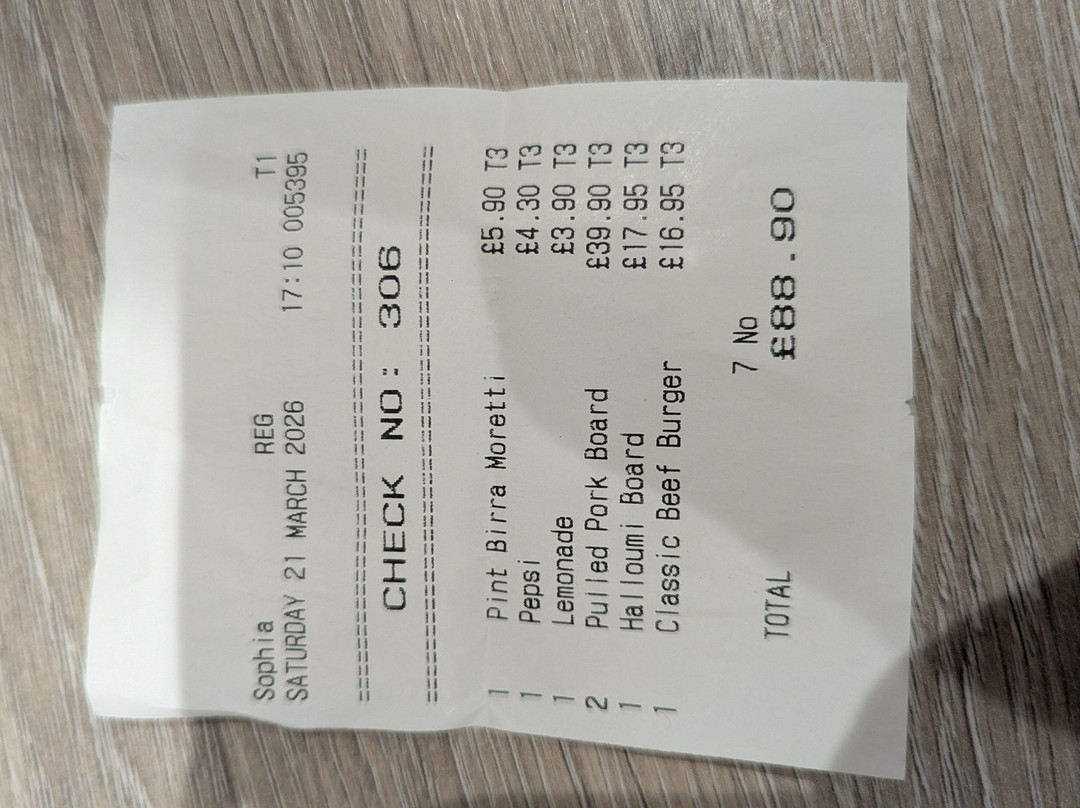 Sophia REG T1
SATURDAY 21 MARCH 2026 17:10 005395
========================================
CHECK NO: 306
========================================
1 Pint Birra Moretti £5.90 T3
1 Pepsi £4.30 T3
1 Lemonade £3.90 T3
2 Pulled Pork Board £39.90 T3
1 Halloumi Board £17.95 T3
1 Classic Beef Burger £16.95 T3
7 No
TOTAL £88.90